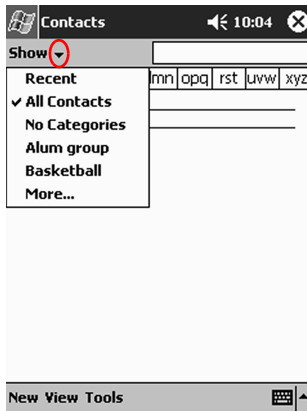 Contacts 10:04
Show
Recent lmn opq rst uvw xyz
All Contacts
No Categories
Alum group
Basketball
More...
New View Tools